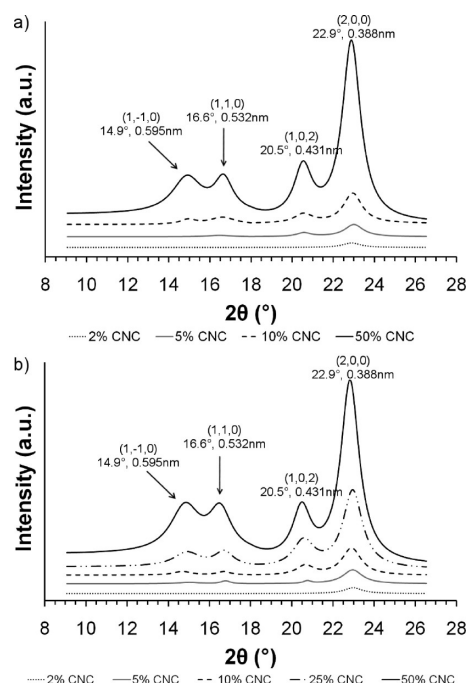 a)
(2,0,0)
22.9°, 0.388nm
(1,-1,0)
14.9°, 0.595nm
(1,1,0)
16.6°, 0.532nm
(1,0,2)
20.5°, 0.431nm
Intensity (a.u.)
8 10 12 14 16 18 20 22 24 26 28
2θ (°)
2% CNC 5% CNC 10% CNC 50% CNC
b)
(2,0,0)
22.9°, 0.388nm
(1,-1,0)
14.9°, 0.595nm
(1,1,0)
16.6°, 0.532nm
(1,0,2)
20.5°, 0.431nm
Intensity (a.u.)
8 10 12 14 16 18 20 22 24 26 28
2θ (°)
2% CNC 5% CNC 10% CNC 25% CNC 50% CNC